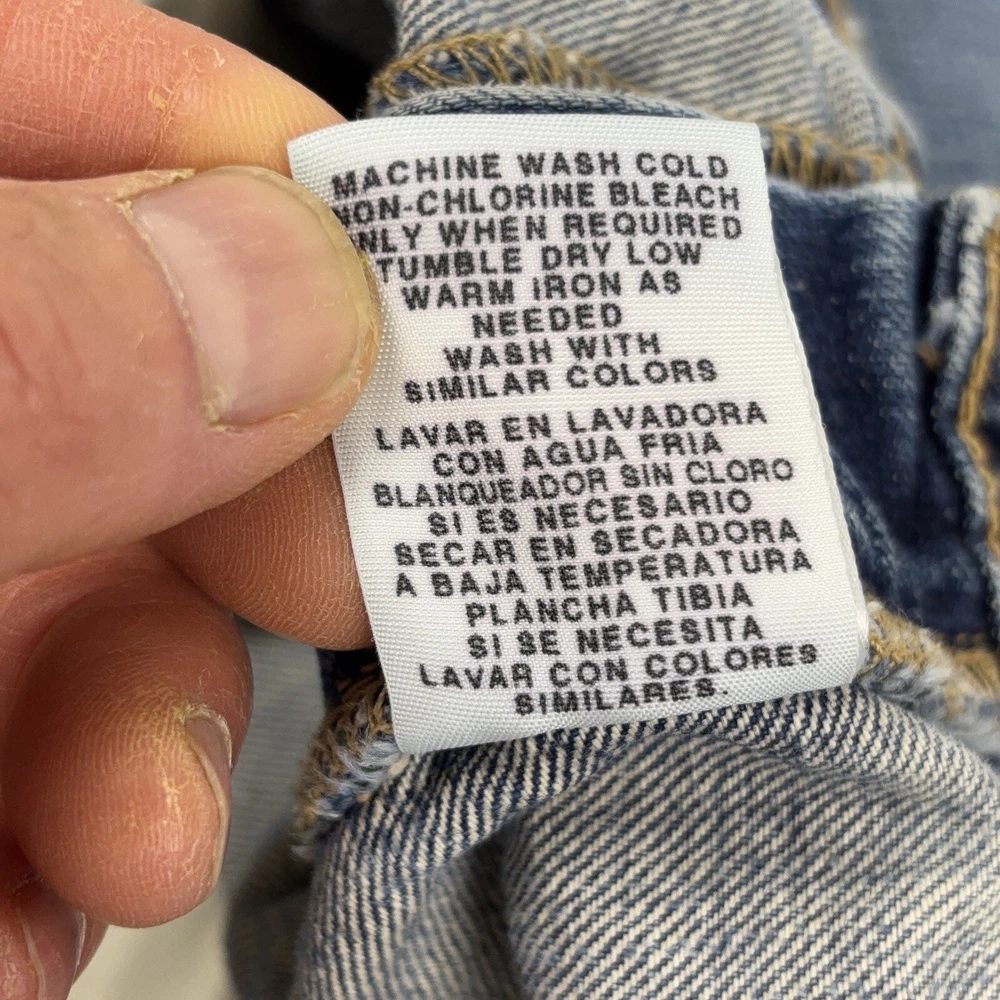 MACHINE WASH COLD
NON-CHLORINE BLEACH
ONLY WHEN REQUIRED
TUMBLE DRY LOW
WARM IRON AS
NEEDED
WASH WITH
SIMILAR COLORS
LAVAR EN LAVADORA
CON AGUA FRIA
BLANQUEADOR SIN CLORO
SI ES NECESARIO
SECAR EN SECADORA
A BAJA TEMPERATURA
PLANCHA TIBIA
SI SE NECESITA
LAVAR CON COLORES
SIMILARES.